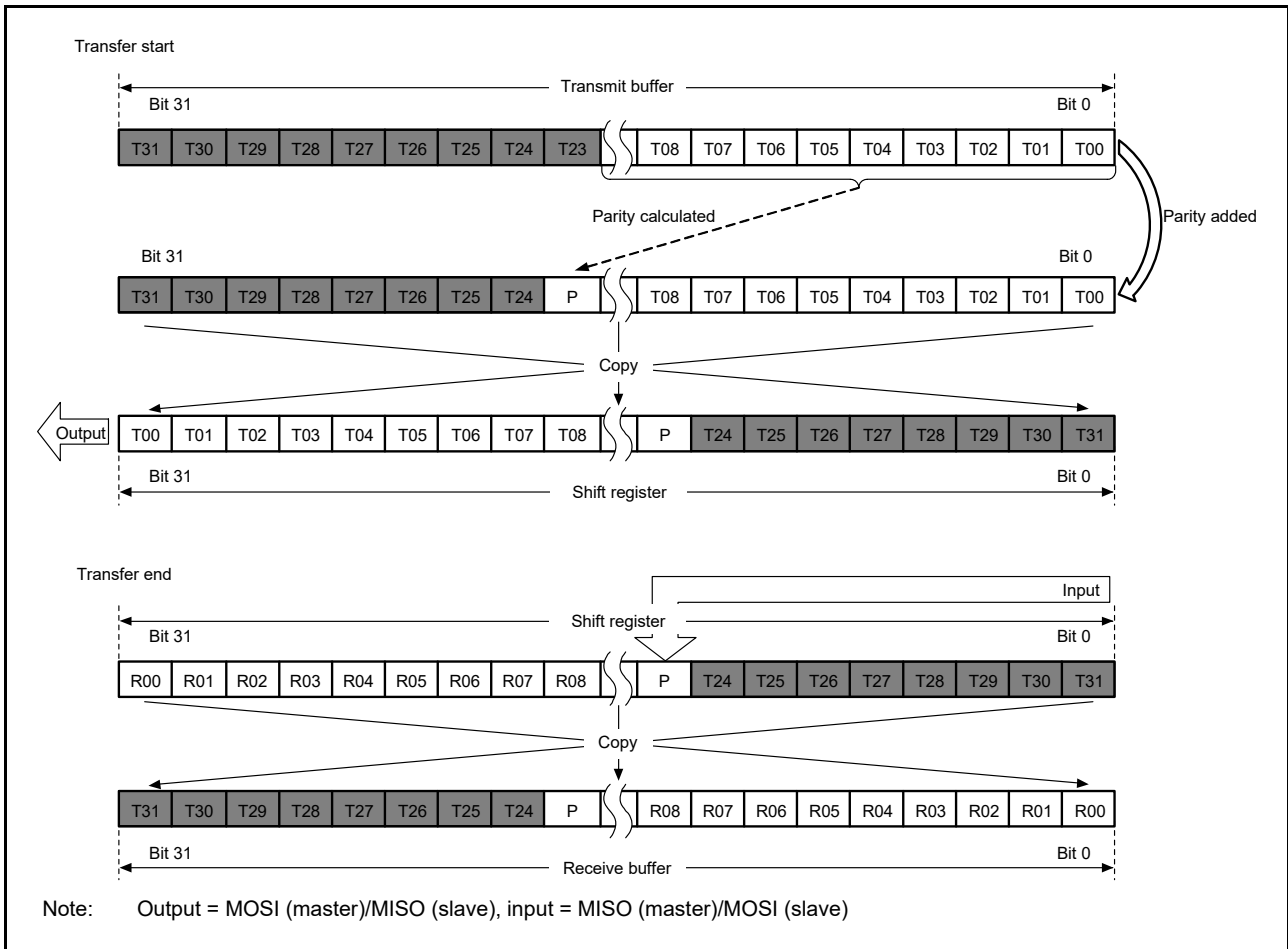 Transfer start
Transmit buffer
Bit 31 Bit 0
T31 T30 T29 T28 T27 T26 T25 T24 T23 T08 T07 T06 T05 T04 T03 T02 T01 T00
Parity calculated Parity added
Bit 31 Bit 0
T31 T30 T29 T28 T27 T26 T25 T24 P T08 T07 T06 T05 T04 T03 T02 T01 T00
Copy
Output T00 T01 T02 T03 T04 T05 T06 T07 T08 P T24 T25 T26 T27 T28 T29 T30 T31
Bit 31 Bit 0
Shift register
Transfer end
Input
Shift register
Bit 31 Bit 0
R00 R01 R02 R03 R04 R05 R06 R07 R08 P T24 T25 T26 T27 T28 T29 T30 T31
Copy
T31 T30 T29 T28 T27 T26 T25 T24 P R08 R07 R06 R05 R04 R03 R02 R01 R00
Bit 31 Bit 0
Receive buffer
Note: Output = MOSI (master)/MISO (slave), input = MISO (master)/MOSI (slave)